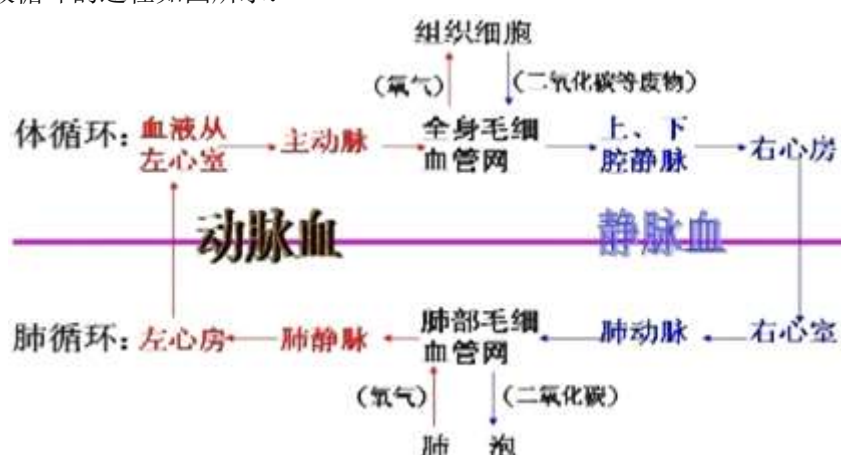 组织细胞
（氧气） （二氧化碳等废物）
体循环：血液从左心室 主动脉 全身毛细血管网 上、下腔静脉 右心房
动脉血 静脉血
肺循环：左心房 肺静脉 肺部毛细血管网 肺动脉 右心室
（氧气） （二氧化碳）
肺 泡